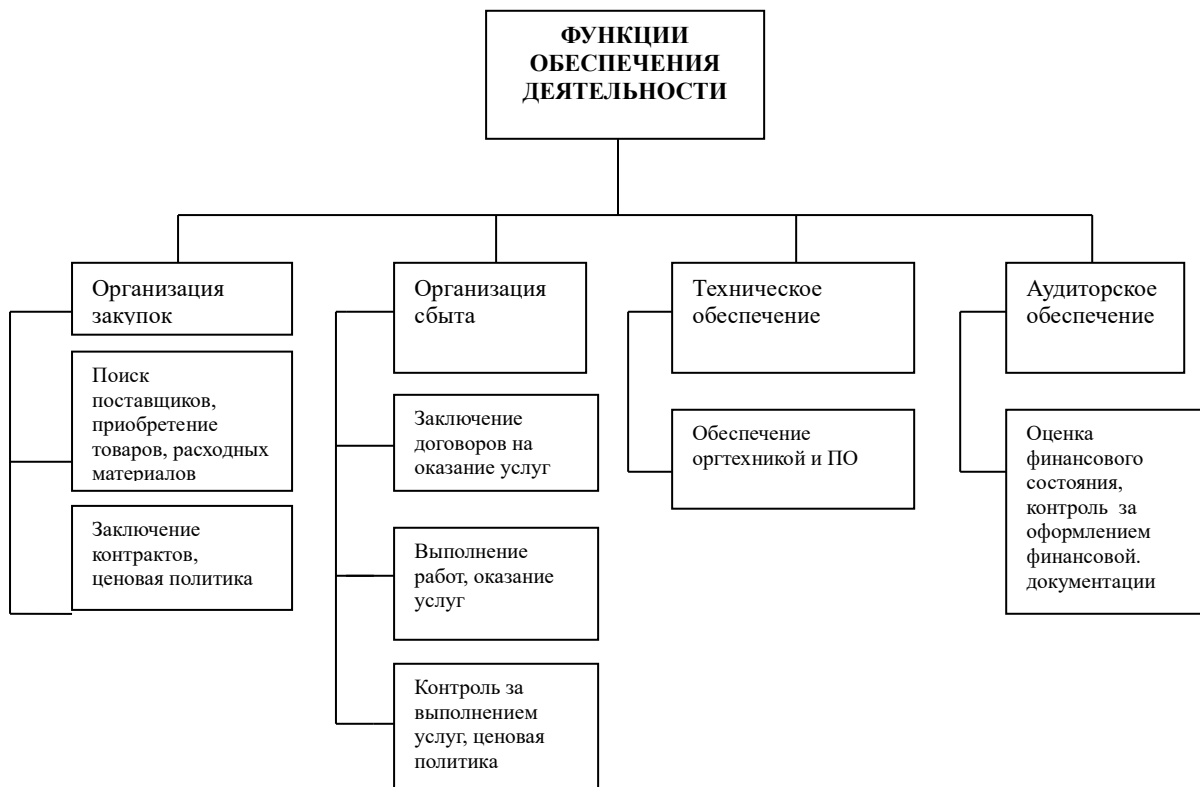 ФУНКЦИИ
ОБЕСПЕЧЕНИЯ
ДЕЯТЕЛЬНОСТИ
Организация
закупок
Поиск
поставщиков,
приобретение
товаров, расходных
материалов
Заключение
контрактов,
ценовая политика
Организация
сбыта
Заключение
договоров на
оказание услуг
Выполнение
работ, оказание
услуг
Контроль за
выполнением
услуг, ценовая
политика
Техническое
обеспечение
Обеспечение
оргтехникой и ПО
Аудиторское
обеспечение
Оценка
финансового
состояния,
контроль за
оформлением
финансовой.
документации